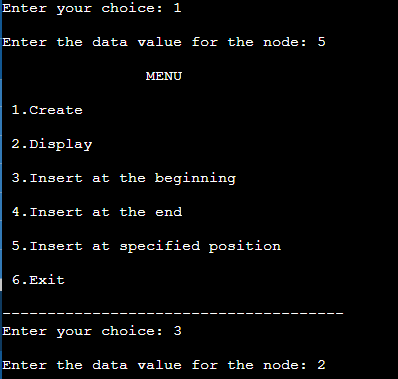 Enter your choice: 1
Enter the data value for the node: 5
MENU
1.Create
2.Display
3.Insert at the beginning
4.Insert at the end
5.Insert at specified position
6.Exit
--------------------------------------
Enter your choice: 3
Enter the data value for the node: 2